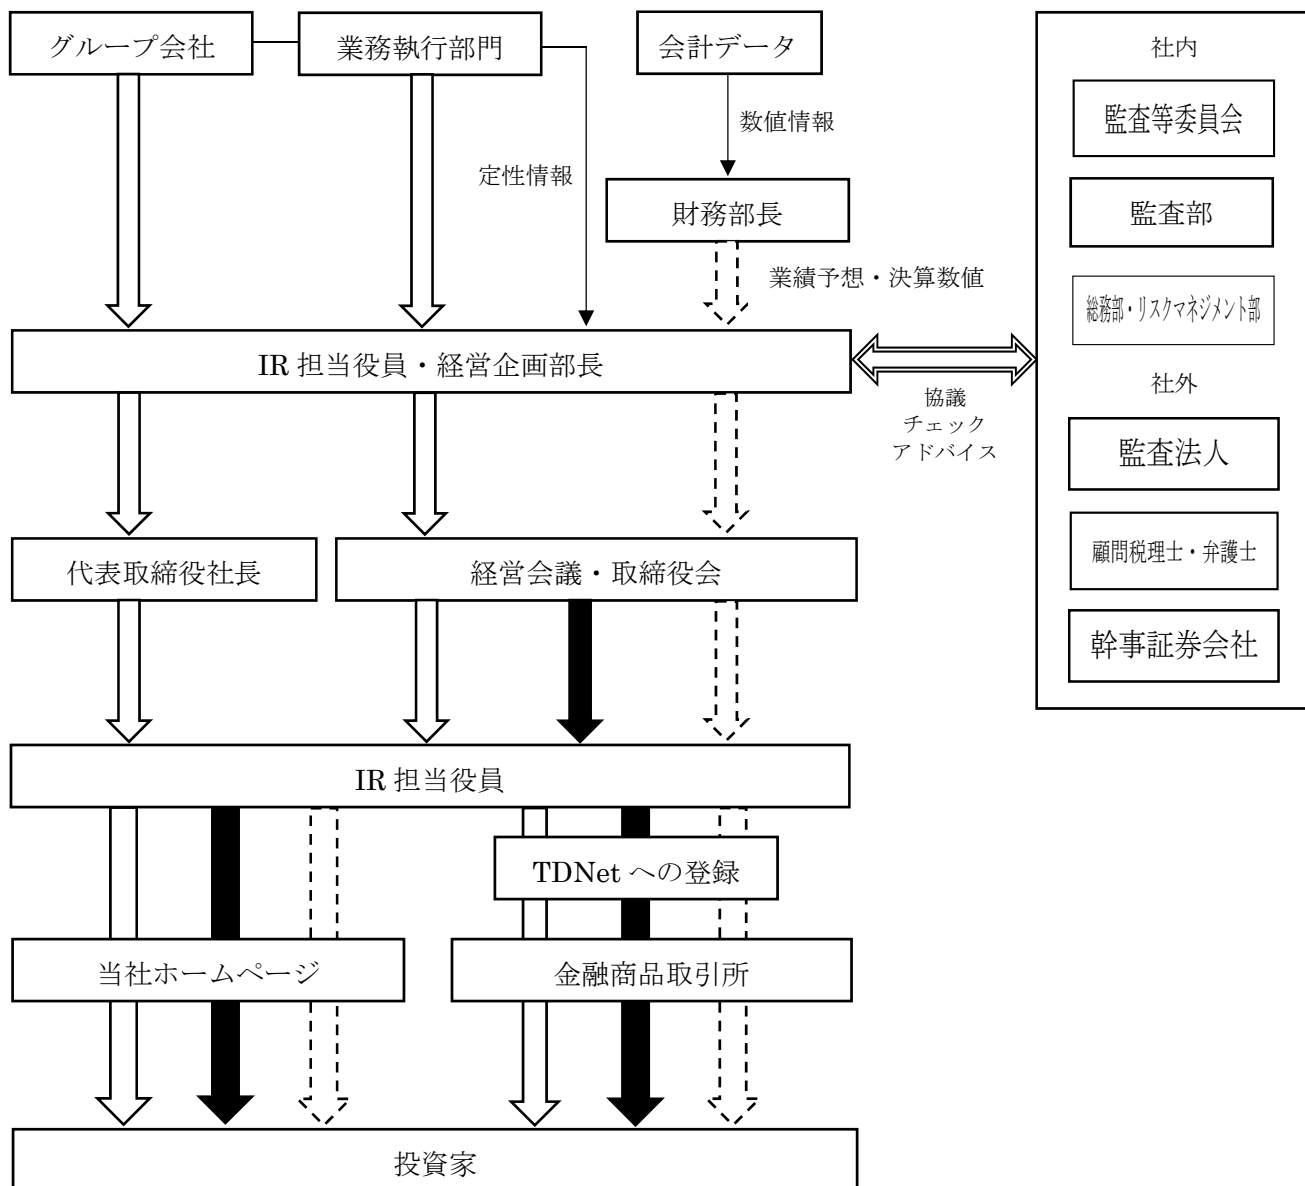 グループ会社
業務執行部門
会計データ
数値情報
定性情報
財務部長
業績予想・決算数値
IR 担当役員・経営企画部長
協議
チェック
アドバイス
代表取締役社長
経営会議・取締役会
IR 担当役員
TDNet への登録
当社ホームページ
金融商品取引所
投資家
社内
監査等委員会
監査部
総務部・リスクマネジメント部
社外
監査法人
顧問税理士・弁護士
幹事証券会社